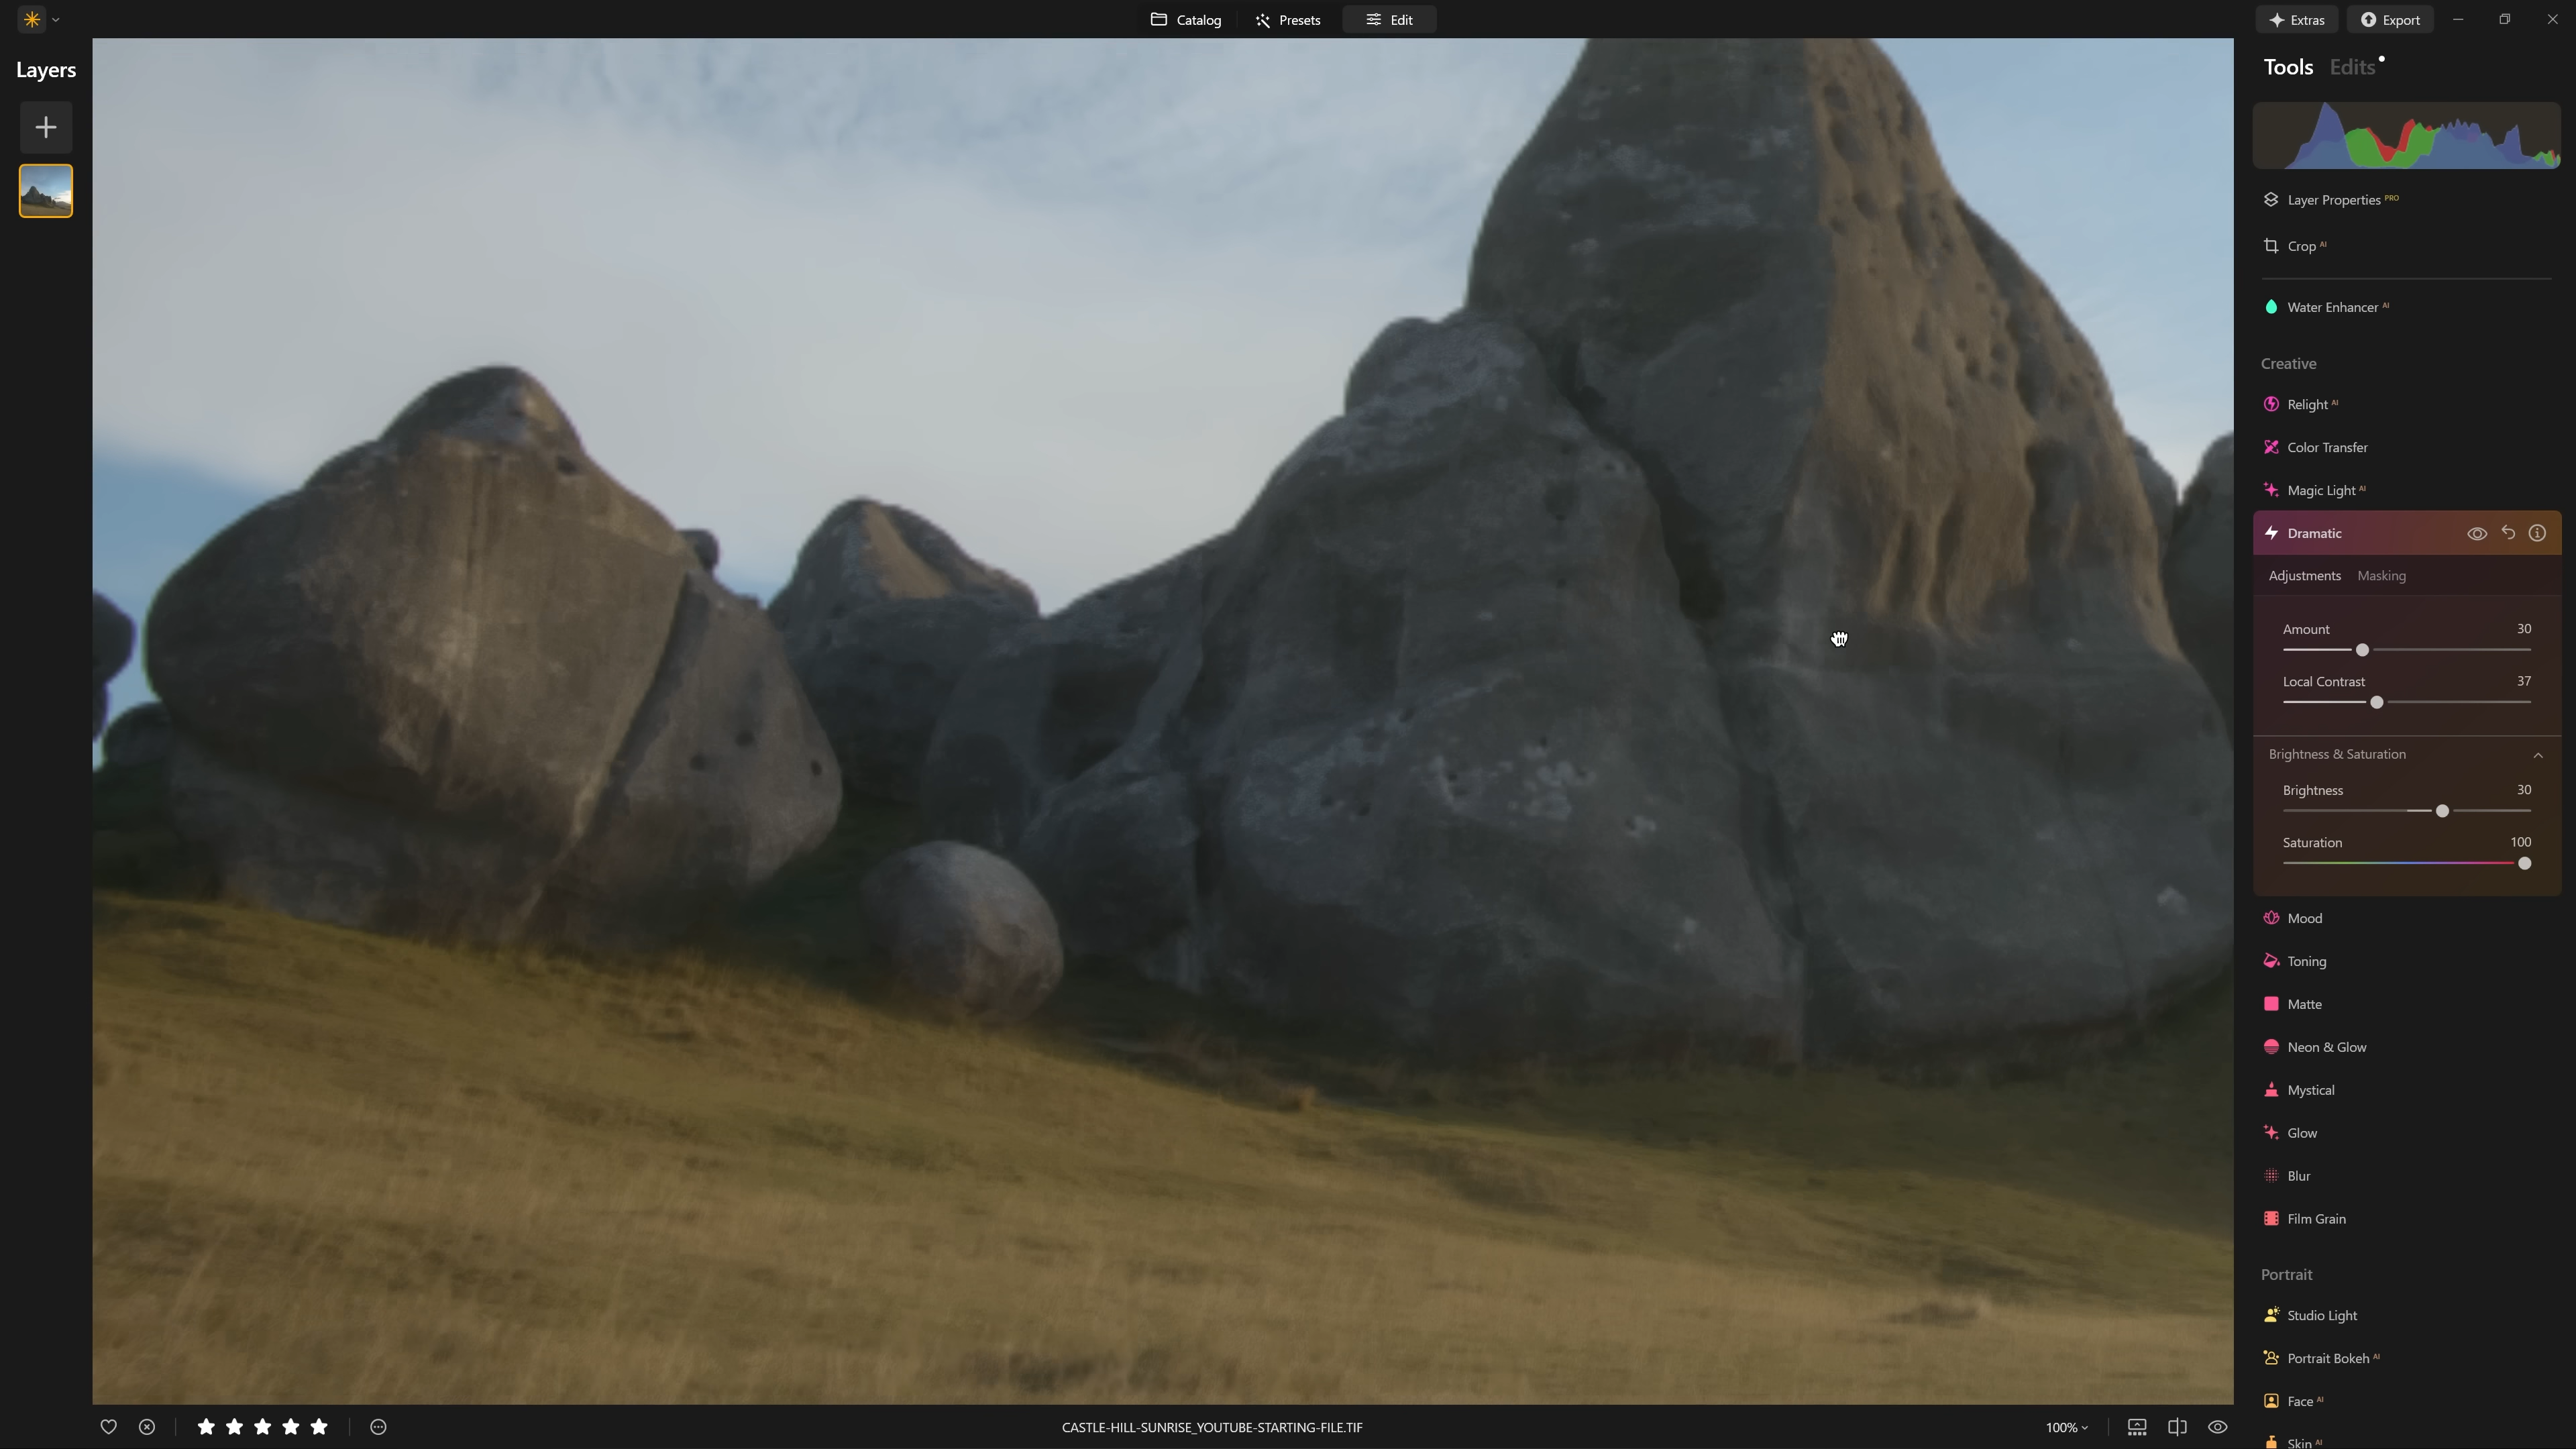 Catalog
Presets
Edit
Extras
Export
Layers
Tools Edits
Layer Properties PRO
Crop AI
Water Enhancer AI
Creative
Relight AI
Color Transfer
Magic Light AI
Dramatic
Adjustments Masking
Amount 30
Local Contrast 37
Brightness & Saturation
Brightness 30
Saturation 100
Mood
Toning
Matte
Neon & Glow
Mystical
Glow
Blur
Film Grain
Portrait
Studio Light
Portrait Bokeh AI
Face AI
Skin AI
CASTLE-HILL-SUNRISE_YOUTUBE-STARTING-FILE.TIF
100%